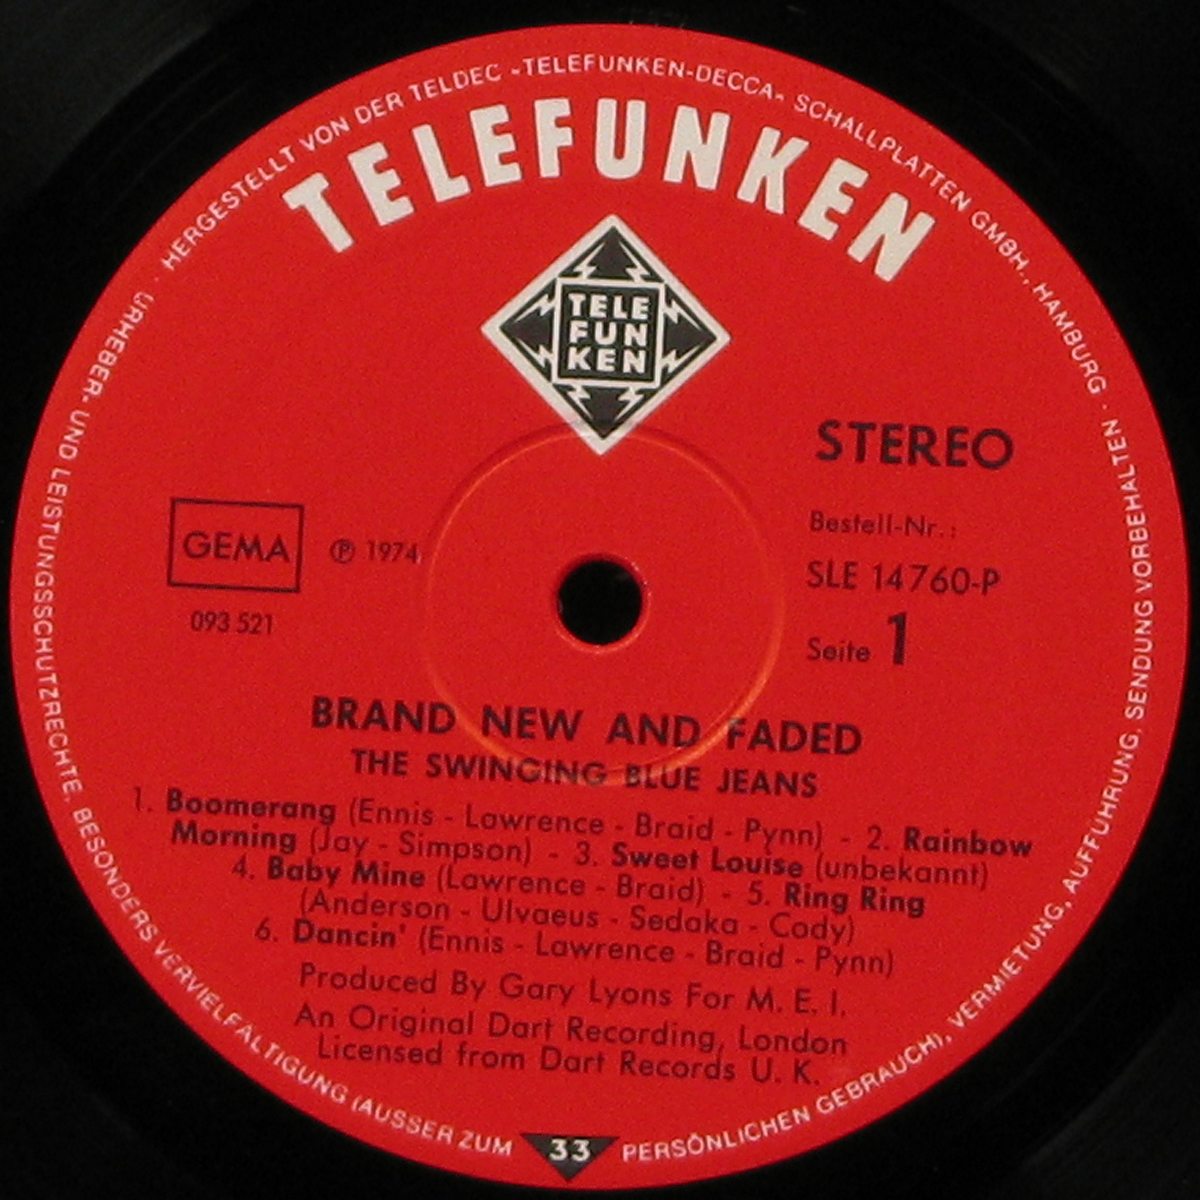 HERGESTELLT VON DER TELDEC »TELEFUNKEN-DECCA« SCHALLPLATTEN GMBH., HAMBURG · URHEBER- UND LEISTUNGSSCHUTZRECHTE, BESONDERS VERVIELFÄLTIGUNG (AUSSER ZUM PERSÖNLICHEN GEBRAUCH), VERMIETUNG, AUFFÜHRUNG, SENDUNG VORBEHALTEN ·
TELEFUNKEN
TELE
FUN
KEN
STEREO
GEMA ℗ 1974
093 521
Bestell-Nr.:
SLE 14760-P
Seite 1
BRAND NEW AND FADED
THE SWINGING BLUE JEANS
1. Boomerang (Ennis - Lawrence - Braid - Pynn) - 2. Rainbow
Morning (Jay - Simpson) - 3. Sweet Louise (unbekannt)
4. Baby Mine (Lawrence - Braid) - 5. Ring Ring
(Anderson - Ulvaeus - Sedaka - Cody)
6. Dancin' (Ennis - Lawrence - Braid - Pynn)
Produced By Gary Lyons For M. E. I.
An Original Dart Recording, London
Licensed from Dart Records U. K.
33